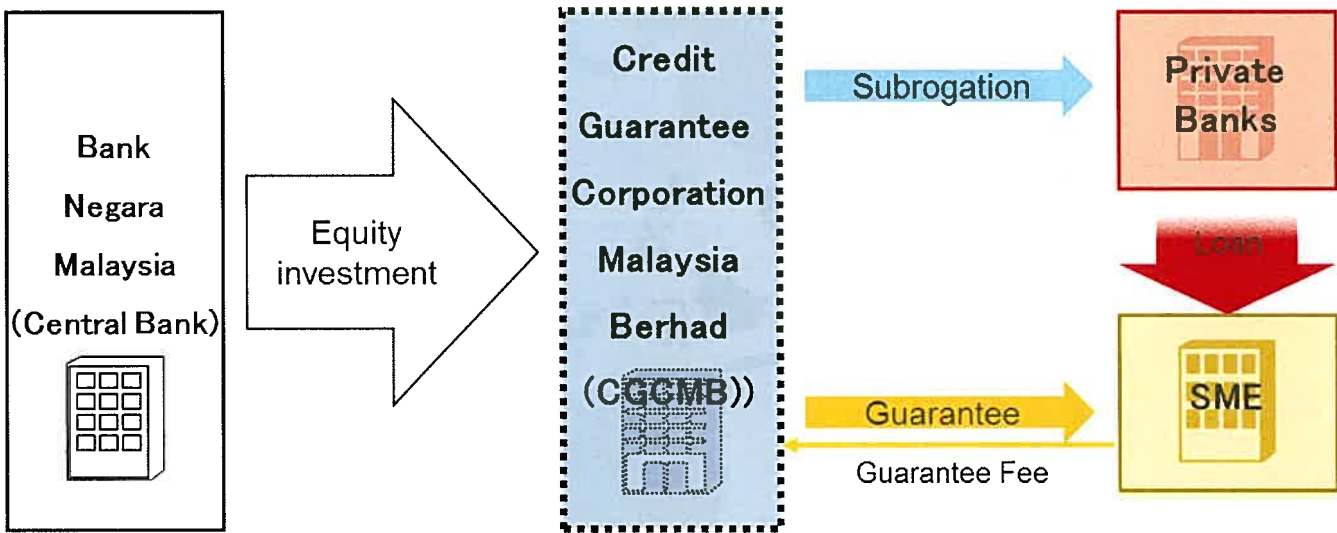 Bank
Negara
Malaysia
(Central Bank)
Equity
investment
Credit
Guarantee
Corporation
Malaysia
Berhad
(CGCMB))
Subrogation
Private
Banks
Loan
SME
Guarantee
Guarantee Fee